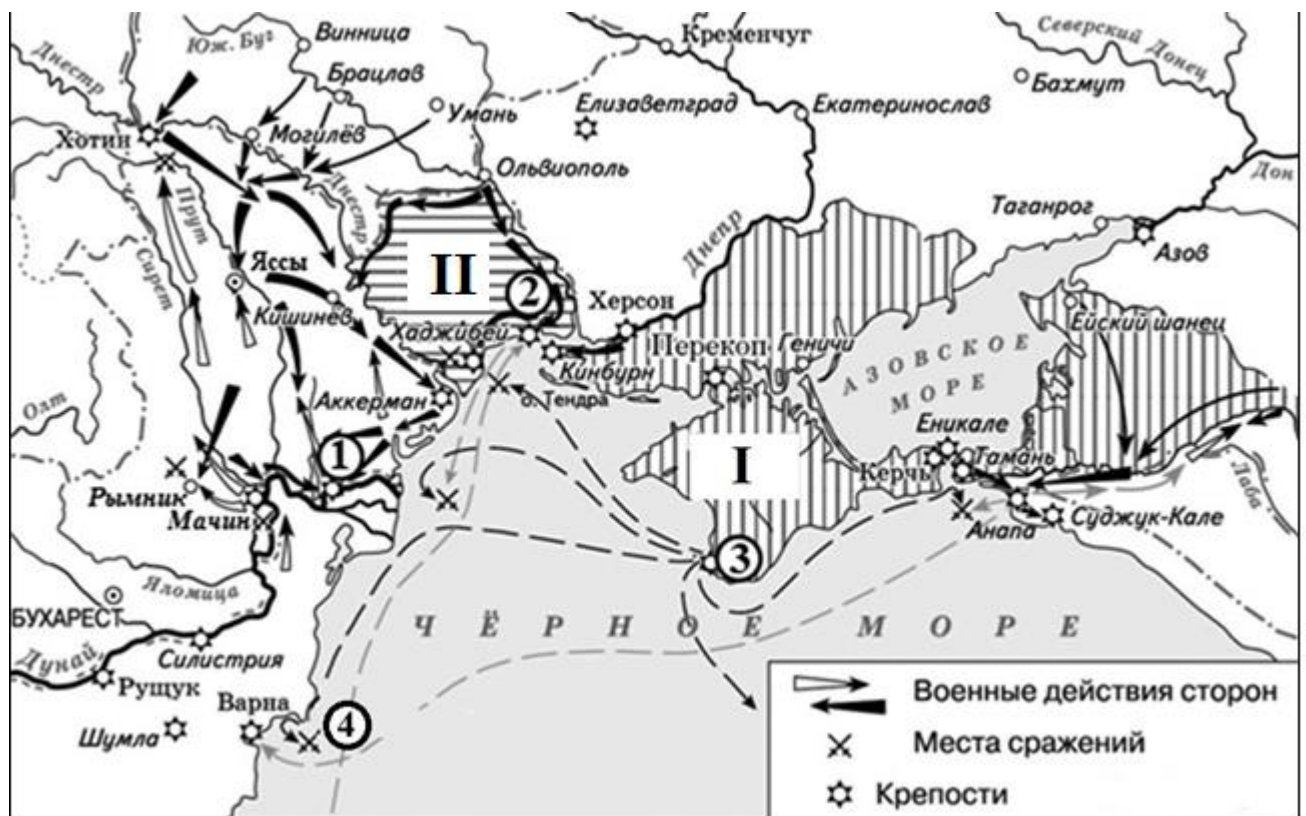 Винница
Кременчуг
Северский Донец
Юж. Буг
Днестр
Брацлав
Бахмут
Умань
Елизаветград
Екатеринослав
Хотин
Могилёв
Ольвиополь
Дон
Днестр
Прут
Таганрог
Днепр
Азов
Сирет
Яссы
II
2
Херсон
Кишинёв
Хаджибей
Перекоп
Геничи
Ейский шанец
Кинбурн
АЗОВСКОЕ
МОРЕ
Олт
Аккерман
о. Тендра
Еникале
1
I
Керчь
Тамань
Лаба
Рымник
Мачин
Анапа
Суджук-Кале
3
Яломица
БУХАРЕСТ
ЧЁРНОЕ МОРЕ
Силистрия
Дунай
Рущук
Варна
4
Шумла
Военные действия сторон
Места сражений
Крепости